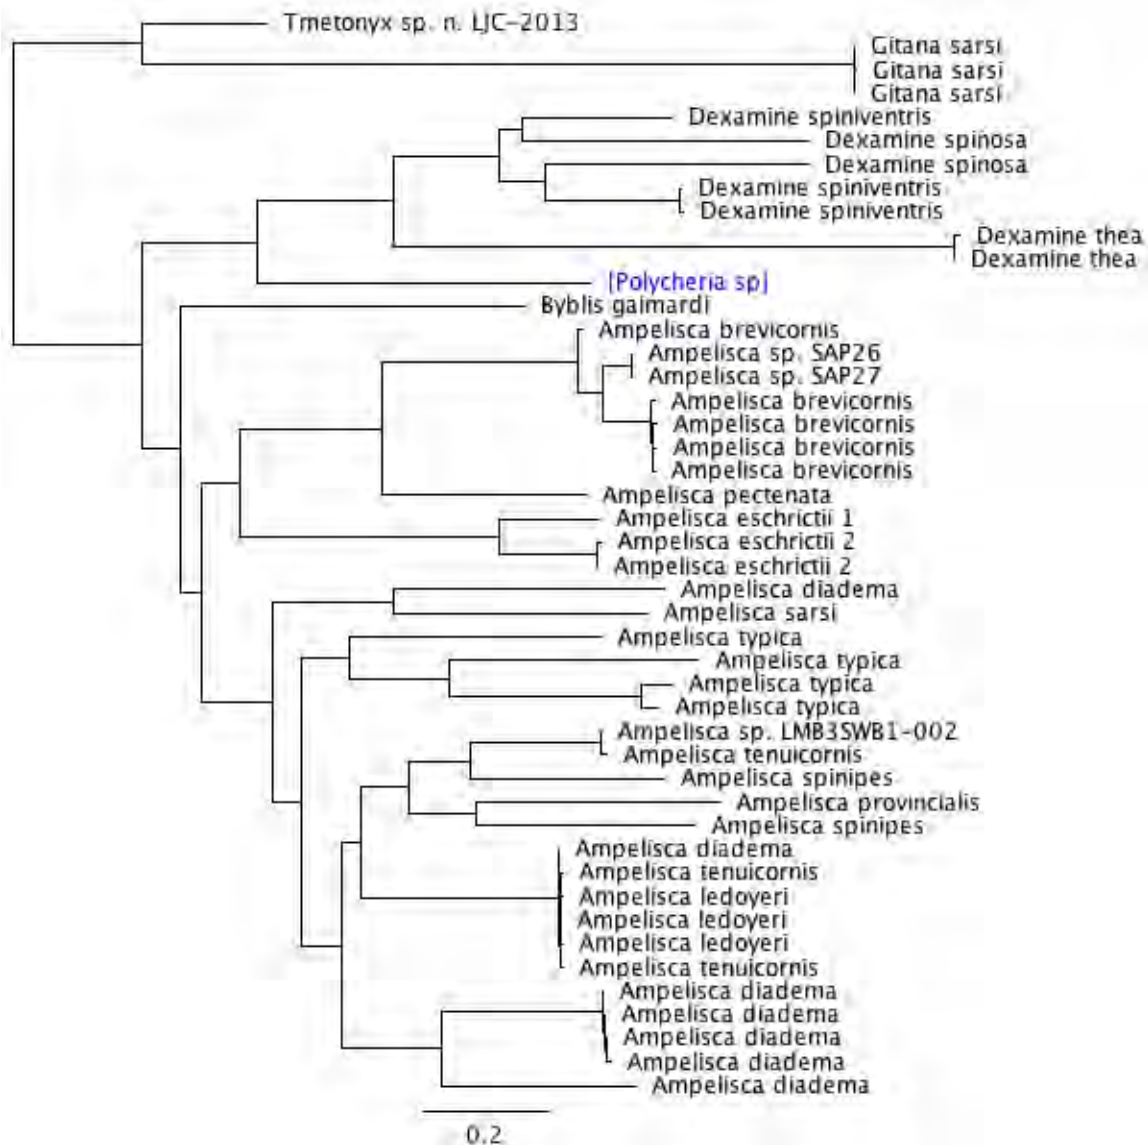 Tmetonyx sp. n. LJC-2013
Gitana sarsi
Gitana sarsi
Gitana sarsi
Dexamine spiniventris
Dexamine spinosa
Dexamine spinosa
Dexamine spiniventris
Dexamine spiniventris
Dexamine thea
Dexamine thea
[Polycheria sp]
Byblis gaimardi
Ampelisca brevicornis
Ampelisca sp. SAP26
Ampelisca sp. SAP27
Ampelisca brevicornis
Ampelisca brevicornis
Ampelisca brevicornis
Ampelisca brevicornis
Ampelisca pectenata
Ampelisca eschrictii 1
Ampelisca eschrictii 2
Ampelisca eschrictii 2
Ampelisca diadema
Ampelisca sarsi
Ampelisca typica
Ampelisca typica
Ampelisca typica
Ampelisca typica
Ampelisca sp. LMB3SWB1-002
Ampelisca tenuicornis
Ampelisca spinipes
Ampelisca provincialis
Ampelisca spinipes
Ampelisca diadema
Ampelisca tenuicornis
Ampelisca ledoyeri
Ampelisca ledoyeri
Ampelisca ledoyeri
Ampelisca tenuicornis
Ampelisca diadema
Ampelisca diadema
Ampelisca diadema
Ampelisca diadema
Ampelisca diadema
0.2